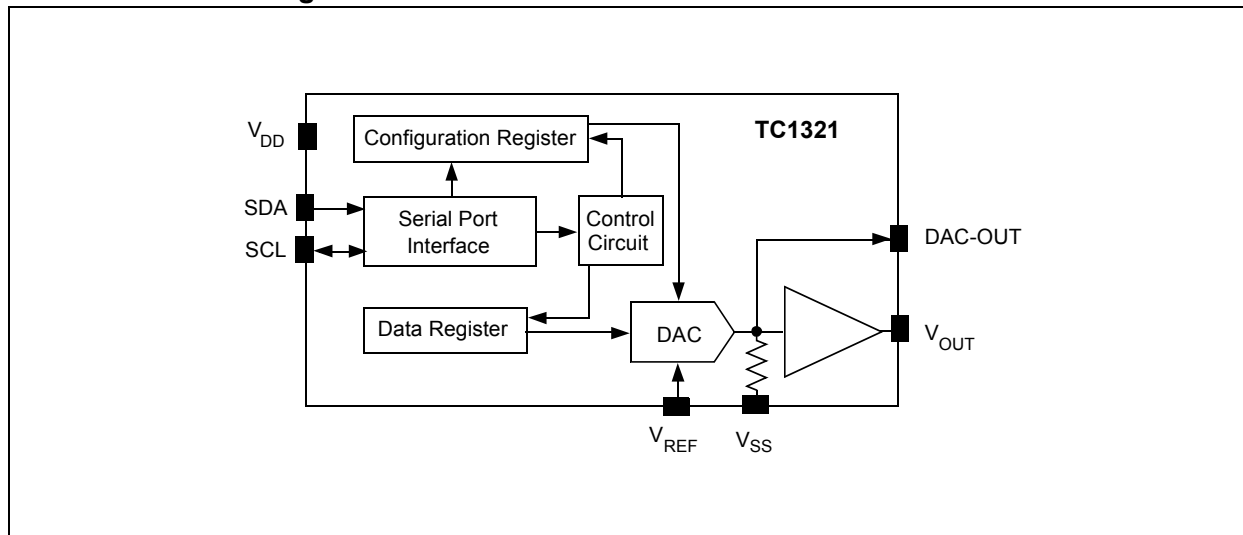 TC1321
V_DD
Configuration Register
SDA
SCL
Serial Port
Interface
Control
Circuit
DAC-OUT
Data Register
DAC
V_OUT
V_REF
V_SS